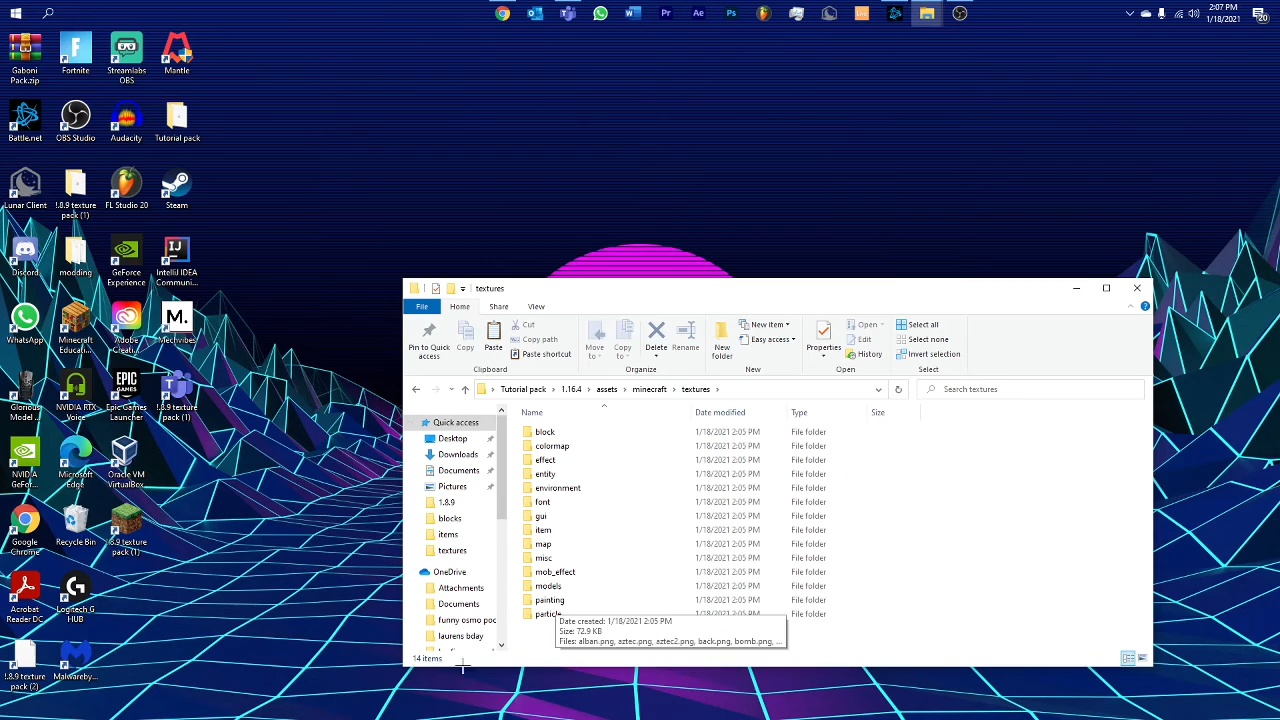 2:07 PM
1/18/2021
20
Gaboni
Pack.zip
Fortnite
Streamlabs
OBS
Mantle
Battle.net
OBS Studio
Audacity
Tutorial pack
Lunar Client
!.8.9 texture
pack (1)
FL Studio 20
Steam
Discord
modding
GeForce
Experience
IntelliJ IDEA
Communi...
WhatsApp
Minecraft
Educati...
Adobe
Creati...
Mechvibes
Glorious
Model ...
NVIDIA RTX
Voice
Epic Games
Launcher
!.8.9 texture
pack (1)
NVIDIA
GeFor...
Microsoft
Edge
Oracle VM
VirtualBox
Google
Chrome
Recycle Bin
!.8.9 texture
pack (1)
Acrobat
Reader DC
Logitech G
HUB
!.8.9 texture
pack (2)
Malwareby...
textures
File
Home
Share
View
Pin to Quick
access
Copy
Paste
Cut
Copy path
Paste shortcut
Clipboard
Move
to
Copy
to
Delete
Rename
Organize
New
folder
New item
Easy access
New
Properties
Open
Edit
History
Open
Select all
Select none
Invert selection
Select
Tutorial pack > 1.16.4 > assets > minecraft > textures >
Search textures
Name Date modified Type Size
Quick access
Desktop
Downloads
Documents
Pictures
1.8.9
blocks
items
textures
OneDrive
Attachments
Documents
funny osmo poc
laurens bday
block 1/18/2021 2:05 PM File folder
colormap 1/18/2021 2:05 PM File folder
effect 1/18/2021 2:05 PM File folder
entity 1/18/2021 2:05 PM File folder
environment 1/18/2021 2:05 PM File folder
font 1/18/2021 2:05 PM File folder
gui 1/18/2021 2:05 PM File folder
item 1/18/2021 2:05 PM File folder
map 1/18/2021 2:05 PM File folder
misc 1/18/2021 2:05 PM File folder
mob_effect 1/18/2021 2:05 PM File folder
models 1/18/2021 2:05 PM File folder
painting 1/18/2021 2:05 PM File folder
particle 1/18/2021 2:05 PM File folder
Date created: 1/18/2021 2:05 PM
Size: 72.9 KB
Files: alban.png, aztec.png, aztec2.png, back.png, bomb.png, ...
14 items